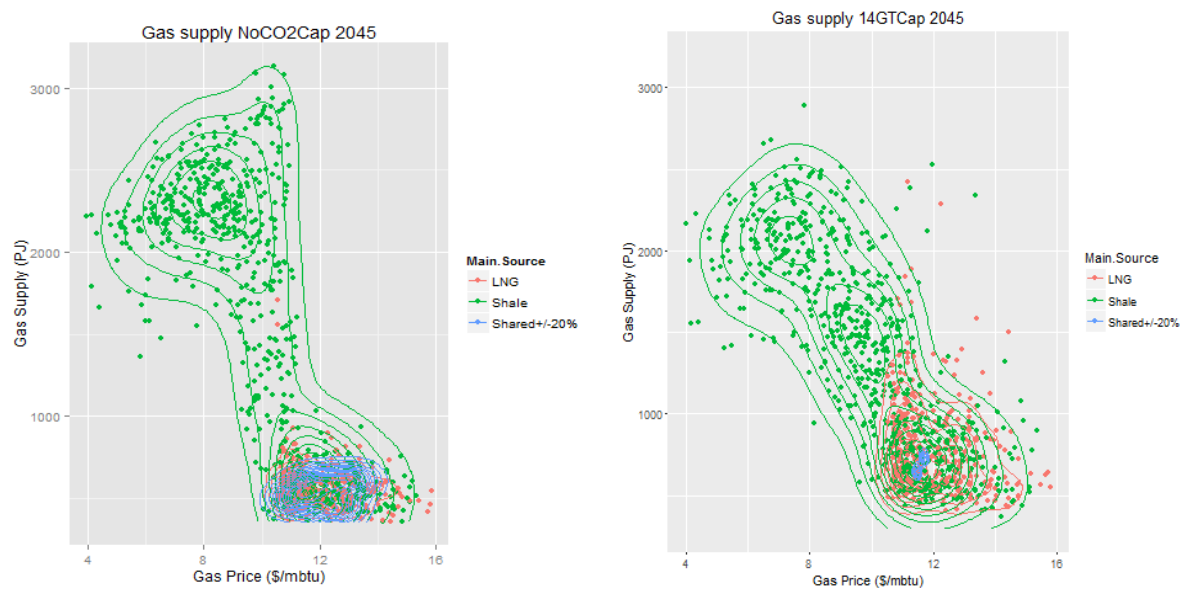 Gas supply NoCO2Cap 2045
3000
2000
1000
Gas Supply (PJ)
4
8
12
16
Gas Price ($/mbtu)
Main.Source
LNG
Shale
Shared+/-20%
Gas supply 14GTCap 2045
3000
2000
1000
Gas Supply (PJ)
4
8
12
16
Gas Price ($/mbtu)
Main.Source
LNG
Shale
Shared+/-20%